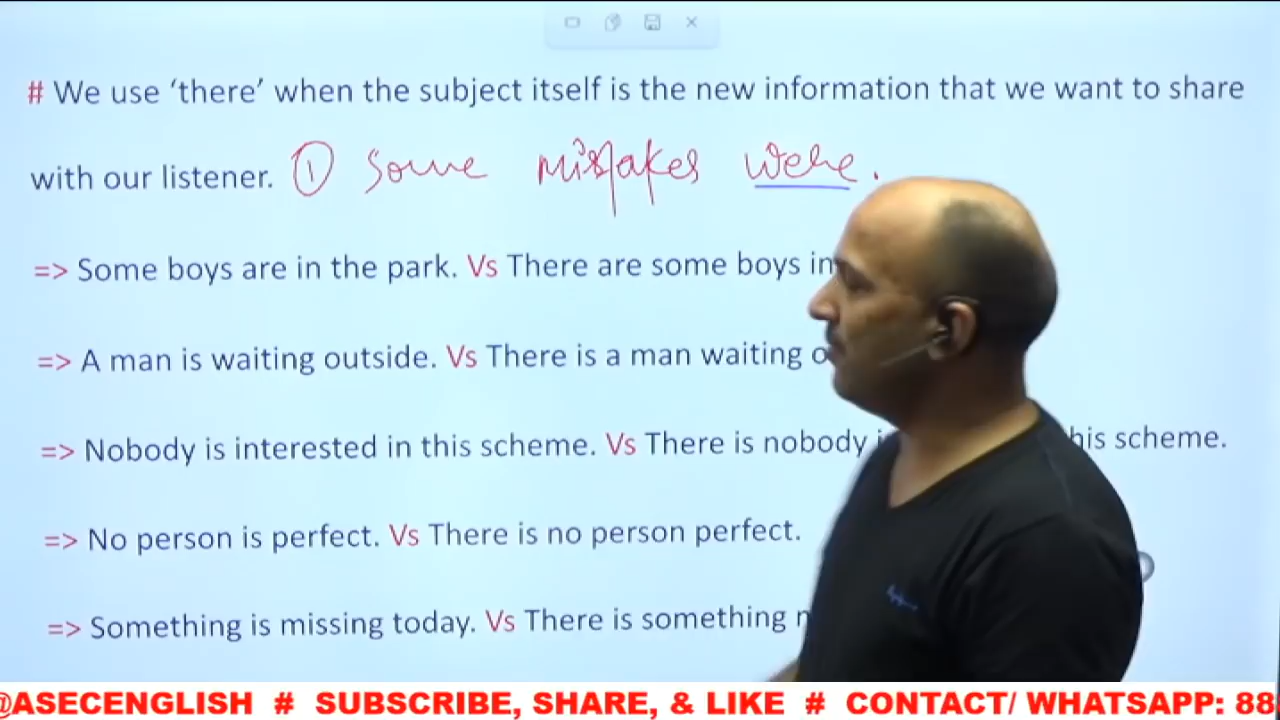 # We use ‘there’ when the subject itself is the new information that we want to share
with our listener. ① Some mistakes were.
=> Some boys are in the park. Vs There are some boys in
=> A man is waiting outside. Vs There is a man waiting
=> Nobody is interested in this scheme. Vs There is nobody his scheme.
=> No person is perfect. Vs There is no person perfect.
=> Something is missing today. Vs There is something
@ASECENGLISH # SUBSCRIBE, SHARE, & LIKE # CONTACT/ WHATSAPP: 88